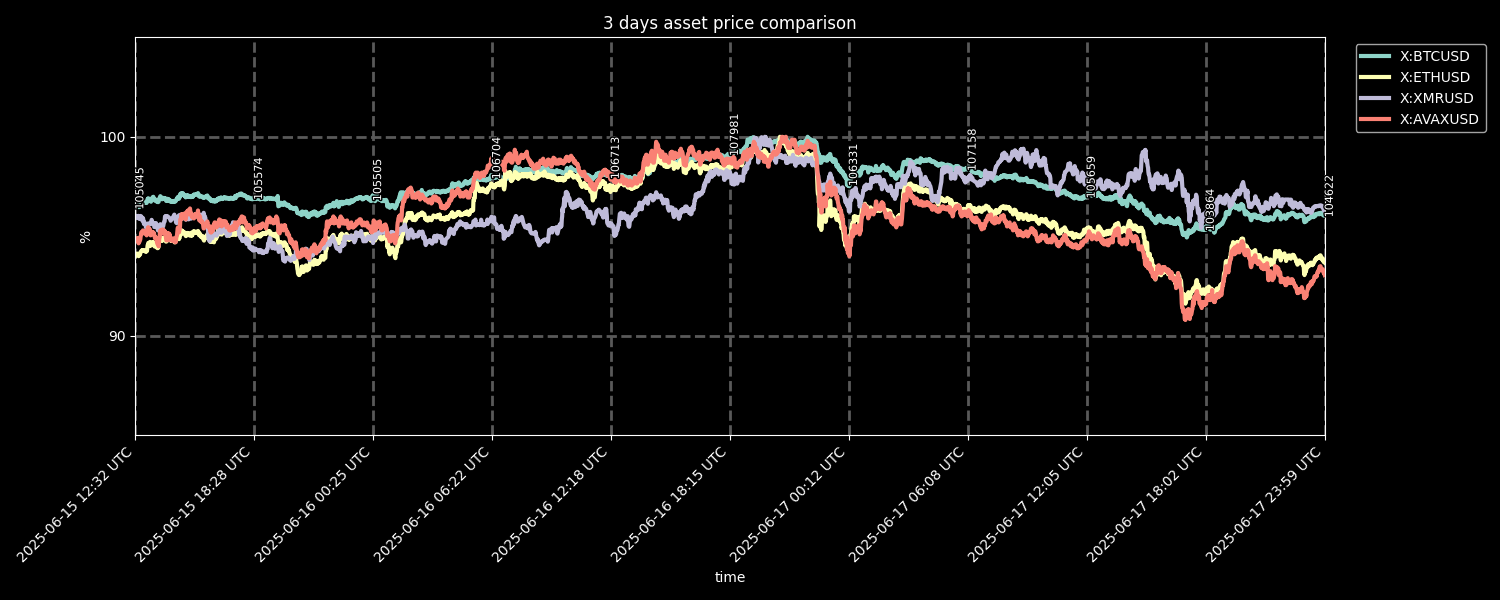 3 days asset price comparison
X:BTCUSD
X:ETHUSD
X:XMRUSD
X:AVAXUSD
100
90
%
105045
105774
105505
106704
106713
107981
106331
107158
105659
103864
104622
2025-06-15 12:32 UTC
2025-06-15 18:28 UTC
2025-06-16 00:25 UTC
2025-06-16 06:22 UTC
2025-06-16 12:18 UTC
2025-06-16 18:15 UTC
2025-06-17 00:12 UTC
2025-06-17 06:08 UTC
2025-06-17 12:05 UTC
2025-06-17 18:02 UTC
2025-06-17 23:59 UTC
time